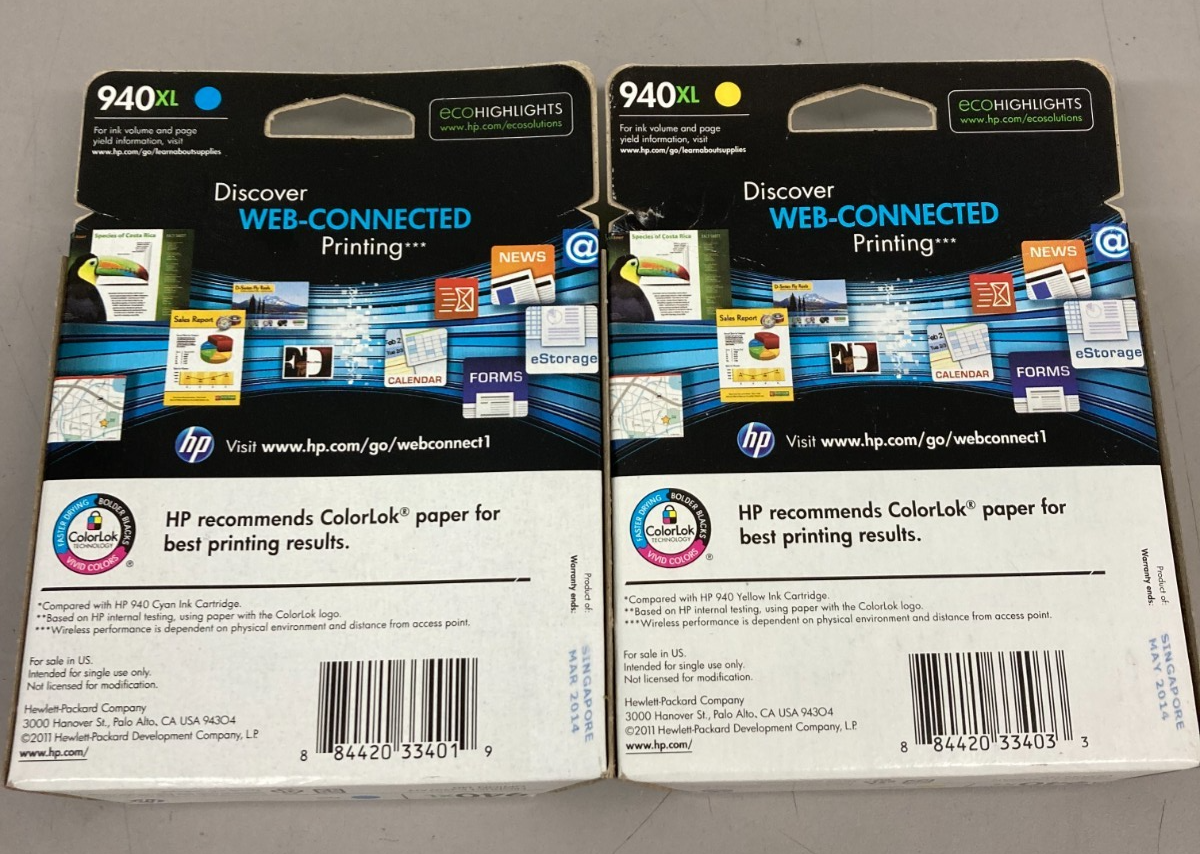 940XL
ecoHIGHLIGHTS
www.hp.com/ecosolutions
For ink volume and page
yield information, visit
www.hp.com/go/learnaboutsupplies
Discover
WEB-CONNECTED
Printing***
Species of Costa Rica
NEWS
@
Sales Report
eStorage
CALENDAR
FORMS
hp
Visit www.hp.com/go/webconnect1
FASTER DRYING
BOLDER BLACKS
ColorLok
TECHNOLOGY
VIVID COLORS
®
HP recommends ColorLok® paper for
best printing results.
Product of:
Warranty ends:
*Compared with HP 940 Cyan Ink Cartridge.
**Based on HP internal testing, using paper with the ColorLok logo.
***Wireless performance is dependent on physical environment and distance from access point.
For sale in US.
Intended for single use only.
Not licensed for modification.
Hewlett-Packard Company
3000 Hanover St., Palo Alto, CA USA 94304
©2011 Hewlett-Packard Development Company, L.P.
www.hp.com/
8 84420 33401 9
SINGAPORE
MAR 2014
940XL
ecoHIGHLIGHTS
www.hp.com/ecosolutions
For ink volume and page
yield information, visit
www.hp.com/go/learnaboutsupplies
Discover
WEB-CONNECTED
Printing***
Species of Costa Rica
NEWS
@
Sales Report
eStorage
CALENDAR
FORMS
hp
Visit www.hp.com/go/webconnect1
FASTER DRYING
BOLDER BLACKS
ColorLok
TECHNOLOGY
VIVID COLORS
®
HP recommends ColorLok® paper for
best printing results.
Product of:
Warranty ends:
*Compared with HP 940 Yellow Ink Cartridge.
**Based on HP internal testing, using paper with the ColorLok logo.
***Wireless performance is dependent on physical environment and distance from access point.
For sale in US.
Intended for single use only.
Not licensed for modification.
Hewlett-Packard Company
3000 Hanover St., Palo Alto, CA USA 94304
©2011 Hewlett-Packard Development Company, L.P.
www.hp.com/
8 84420 33403 3
SINGAPORE
MAY 2014